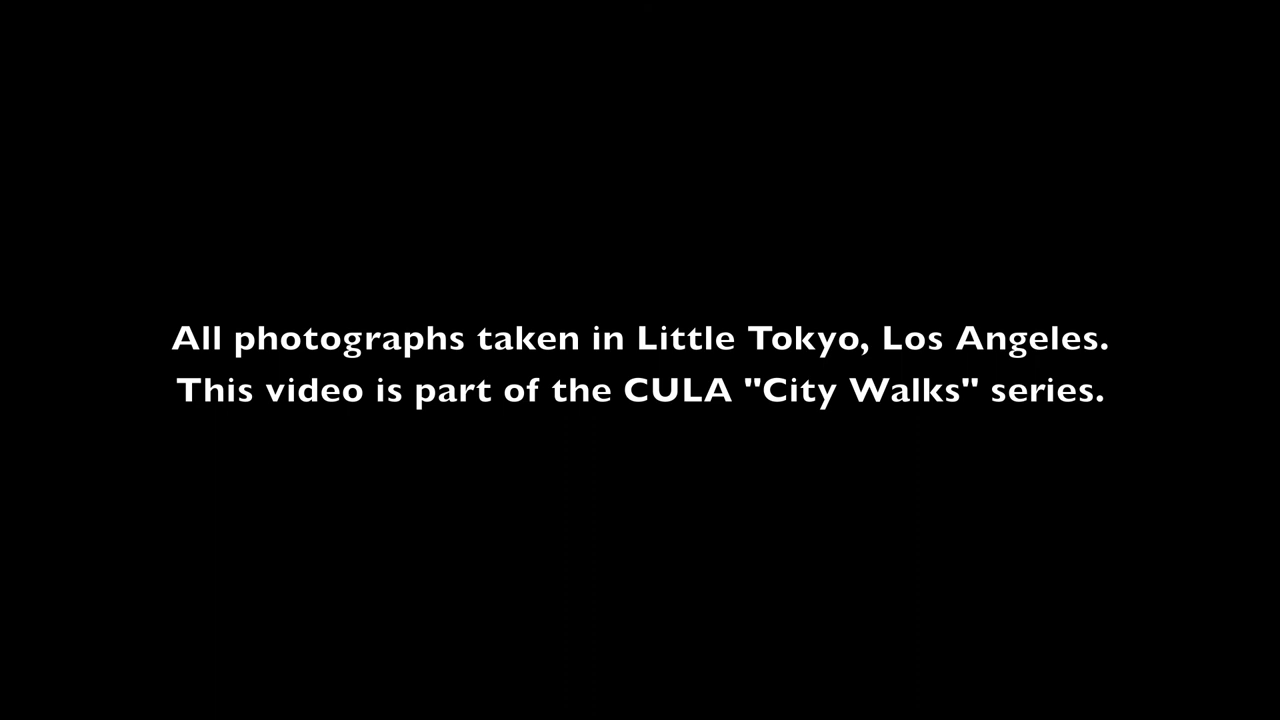 All photographs taken in Little Tokyo, Los Angeles.
This video is part of the CULA "City Walks" series.